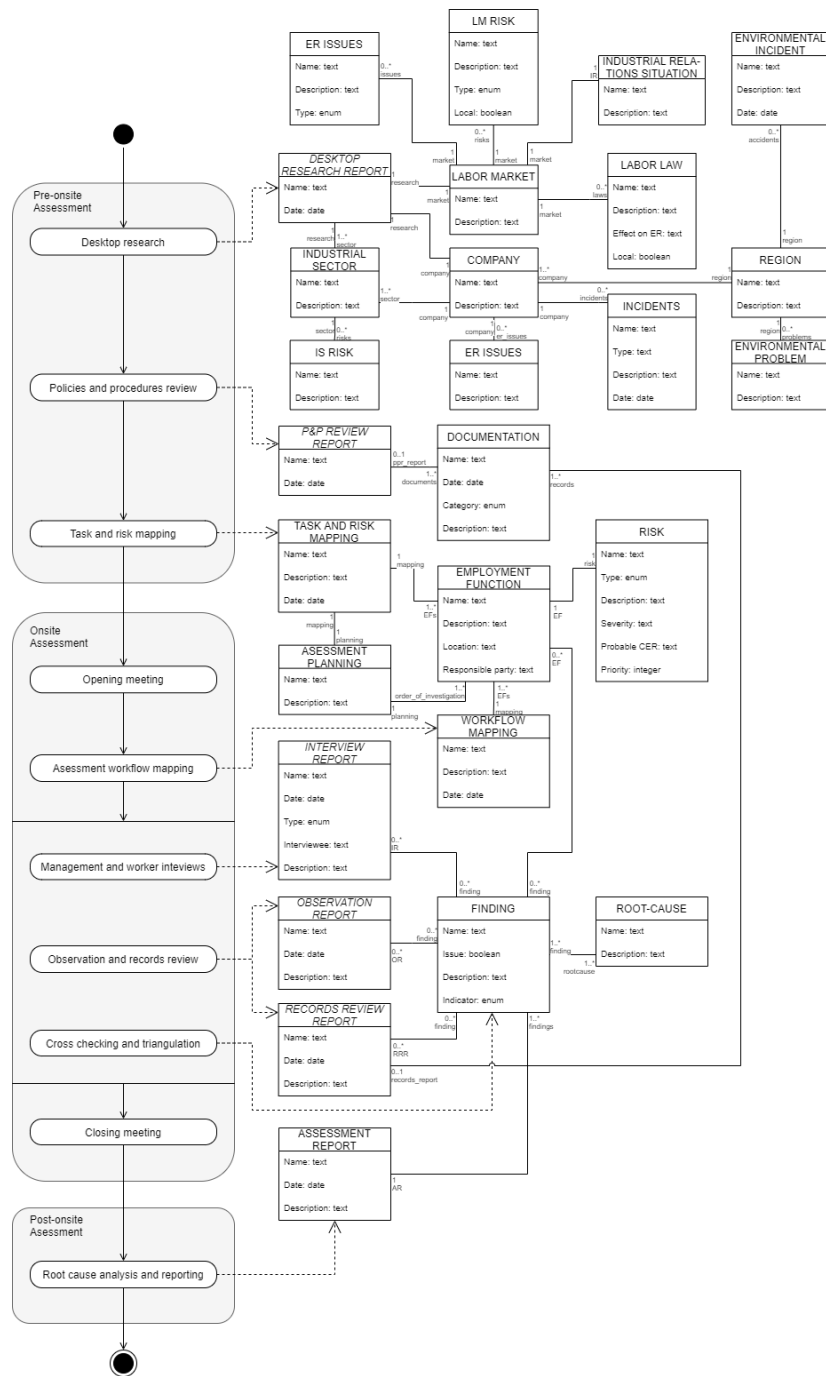 ER ISSUES
Name: text
Description: text
Type: enum
0..*
issues
LM RISK
Name: text
Description: text
Type: enum
Local: boolean
0..*
risks
1
IR
INDUSTRIAL RELA-
TIONS SITUATION
Name: text
Description: text
ENVIRONMENTAL
INCIDENT
Name: text
Description: text
Date: date
0..*
accidents
1
region
Pre-onsite
Assessment
Desktop research
DESKTOP
RESEARCH REPORT
Name: text
Date: date
1
research
1
market
1
market
1
market
1
market
LABOR MARKET
Name: text
Description: text
1
market
0..*
laws
LABOR LAW
Name: text
Description: text
Effect on ER: text
Local: boolean
1
research
1
research
1..*
sector
INDUSTRIAL
SECTOR
Name: text
Description: text
1..*
sector
1
company
1
company
COMPANY
Name: text
Description: text
1..*
company
1
region
REGION
Name: text
Description: text
0..*
incidents
1
company
INCIDENTS
Name: text
Type: text
Description: text
Date: date
1
sector
0..*
risks
IS RISK
Name: text
Description: text
1
company
0..*
er_issues
ER ISSUES
Name: text
Description: text
1
region
0..*
problems
ENVIRONMENTAL
PROBLEM
Name: text
Description: text
Policies and procedures review
P&P REVIEW
REPORT
Name: text
Date: date
0..1
ppr_report
1..*
documents
DOCUMENTATION
Name: text
Date: date
Category: enum
Description: text
1..*
records
Task and risk mapping
TASK AND RISK
MAPPING
Name: text
Description: text
Date: date
1
mapping
1..*
EFs
EMPLOYMENT
FUNCTION
Name: text
Description: text
Location: text
Responsible party: text
1
risk
1
EF
0..*
EF
RISK
Name: text
Type: enum
Description: text
Severity: text
Probable CER: text
Priority: integer
Onsite
Assessment
Opening meeting
1
mapping
1
planning
ASESSMENT
PLANNING
Name: text
Description: text
1..*
order_of_investigation
1
planning
1..*
EFs
1
mapping
WORKFLOW
MAPPING
Name: text
Description: text
Date: date
Asessment workflow mapping
INTERVIEW
REPORT
Name: text
Date: date
Type: enum
Interviewee: text
Description: text
0..*
IR
Management and worker inteviews
0..*
finding
0..*
finding
OBSERVATION
REPORT
Name: text
Date: date
Description: text
0..*
finding
0..*
OR
FINDING
Name: text
Issue: boolean
Description: text
Indicator: enum
1..*
finding
1..*
rootcause
ROOT-CAUSE
Name: text
Description: text
Observation and records review
RECORDS REVIEW
REPORT
Name: text
Date: date
Description: text
0..*
finding
0..*
RRR
0..1
records_report
1..*
findings
Cross checking and triangulation
Closing meeting
ASSESSMENT
REPORT
Name: text
Date: date
Description: text
1
AR
Post-onsite
Asessment
Root cause analysis and reporting